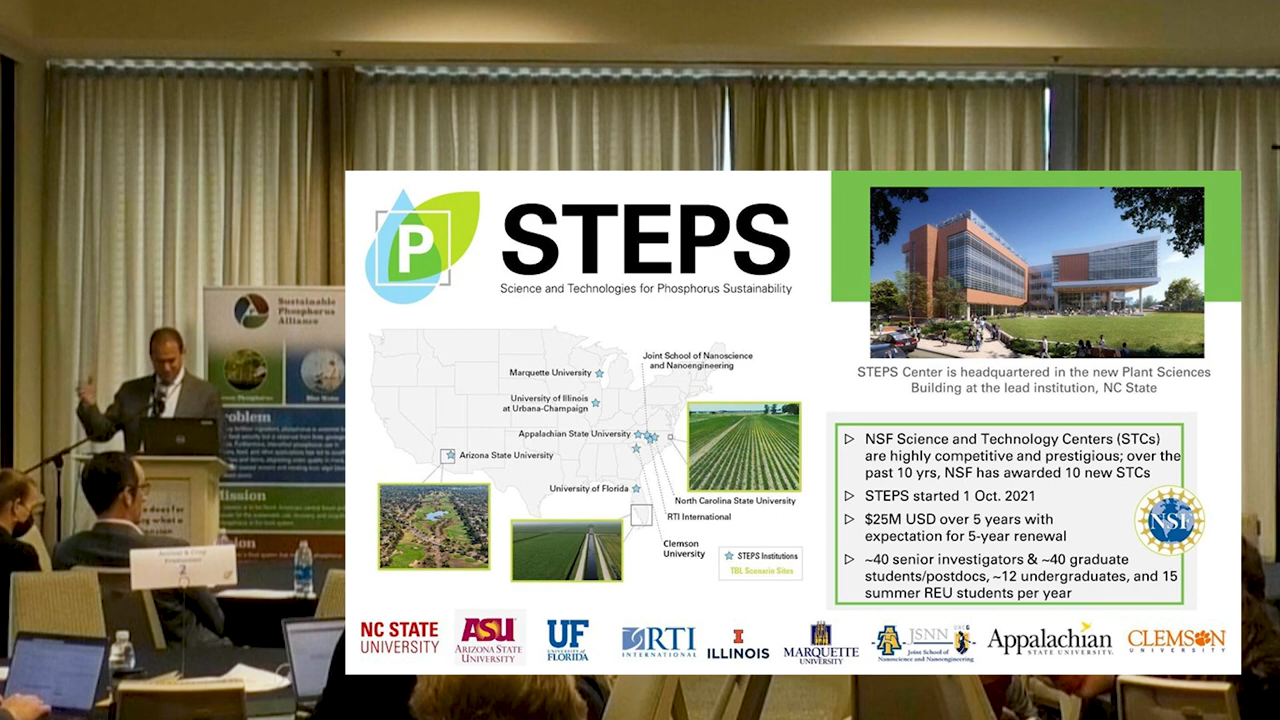 Sustainable
Phosphorus
Alliance
Blue Water
roblem
Mission
2
P
STEPS
Science and Technologies for Phosphorus Sustainability
STEPS Center is headquartered in the new Plant Sciences
Building at the lead institution, NC State
Joint School of Nanoscience
and Nanoengineering
Marquette University
University of Illinois
at Urbana-Champaign
Appalachian State University
Arizona State University
University of Florida
North Carolina State University
RTI International
Clemson
University
STEPS Institutions
TBL Scenario Sites
▷ NSF Science and Technology Centers (STCs)
are highly competitive and prestigious; over the
past 10 yrs, NSF has awarded 10 new STCs
▷ STEPS started 1 Oct. 2021
▷ $25M USD over 5 years with
expectation for 5-year renewal
▷ ~40 senior investigators & ~40 graduate
students/postdocs, ~12 undergraduates, and 15
summer REU students per year
NSF
NC STATE
UNIVERSITY
ASU
ARIZONA STATE
UNIVERSITY
UF
UNIVERSITY of
FLORIDA
RTI
INTERNATIONAL
I
ILLINOIS
MARQUETTE
UNIVERSITY
JSNN
Joint School of
Nanoscience and Nanoengineering
Appalachian
STATE UNIVERSITY.
CLEMSON
UNIVERSITY